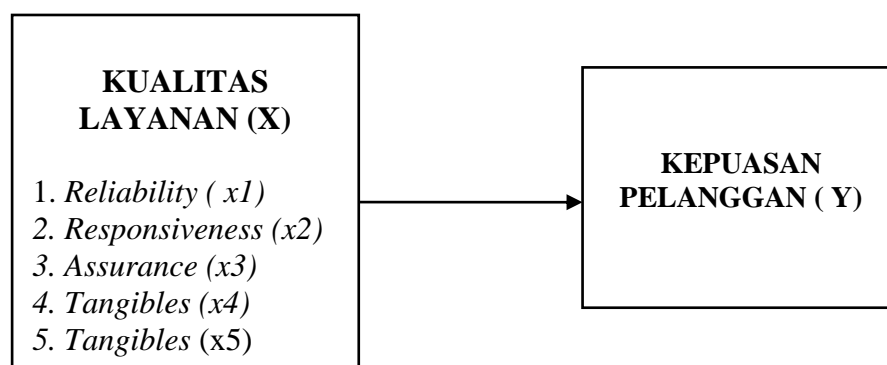 KUALITAS
LAYANAN (X)
1. Reliability ( x1)
2. Responsiveness (x2)
3. Assurance (x3)
4. Tangibles (x4)
5. Tangibles (x5)
KEPUASAN
PELANGGAN ( Y)